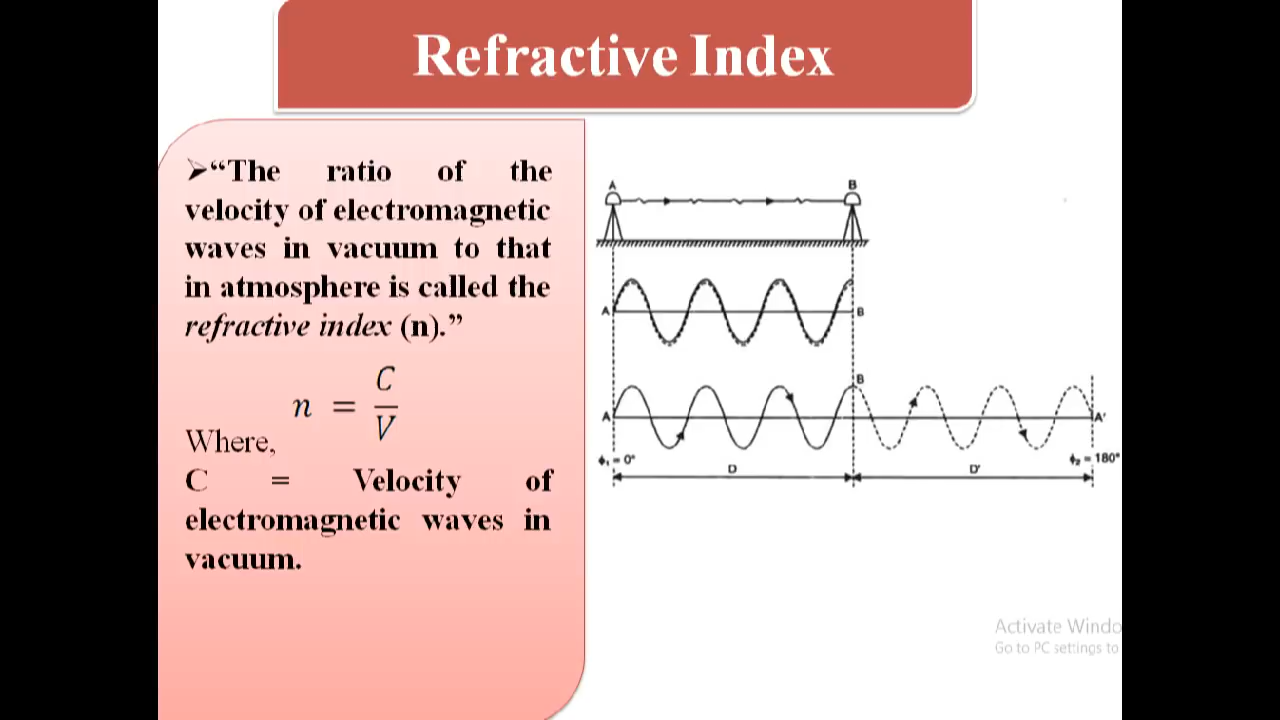 Refractive Index
➢“The ratio of the
velocity of electromagnetic
waves in vacuum to that
in atmosphere is called the
refractive index (n).”
n = C/V
Where,
C = Velocity of
electromagnetic waves in
vacuum.
A B
A B
B
A A'
ϕ₁ = 0° ϕ₂ = 180°
D D'
Activate Windo
Go to PC settings to